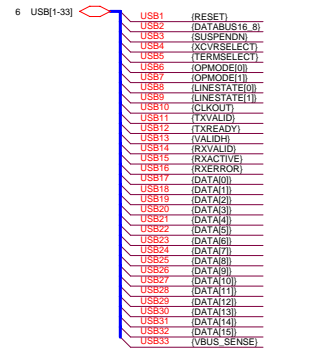 6 USB[1-33]
USB1 {RESET}
USB2 {DATABUS16_8}
USB3 {SUSPENDN}
USB4 {XCVRSELECT}
USB5 {TERMSELECT}
USB6 {OPMODE[0]}
USB7 {OPMODE[1]}
USB8 {LINESTATE[0]}
USB9 {LINESTATE[1]}
USB10 {CLKOUT}
USB11 {TXVALID}
USB12 {TXREADY}
USB13 {VALIDH}
USB14 {RXVALID}
USB15 {RXACTIVE}
USB16 {RXERROR}
USB17 {DATA[0]}
USB18 {DATA[1]}
USB19 {DATA[2]}
USB20 {DATA[3]}
USB21 {DATA[4]}
USB22 {DATA[5]}
USB23 {DATA[6]}
USB24 {DATA[7]}
USB25 {DATA[8]}
USB26 {DATA[9]}
USB27 {DATA[10]}
USB28 {DATA[11]}
USB29 {DATA[12]}
USB30 {DATA[13]}
USB31 {DATA[14]}
USB32 {DATA[15]}
USB33 {VBUS_SENSE}